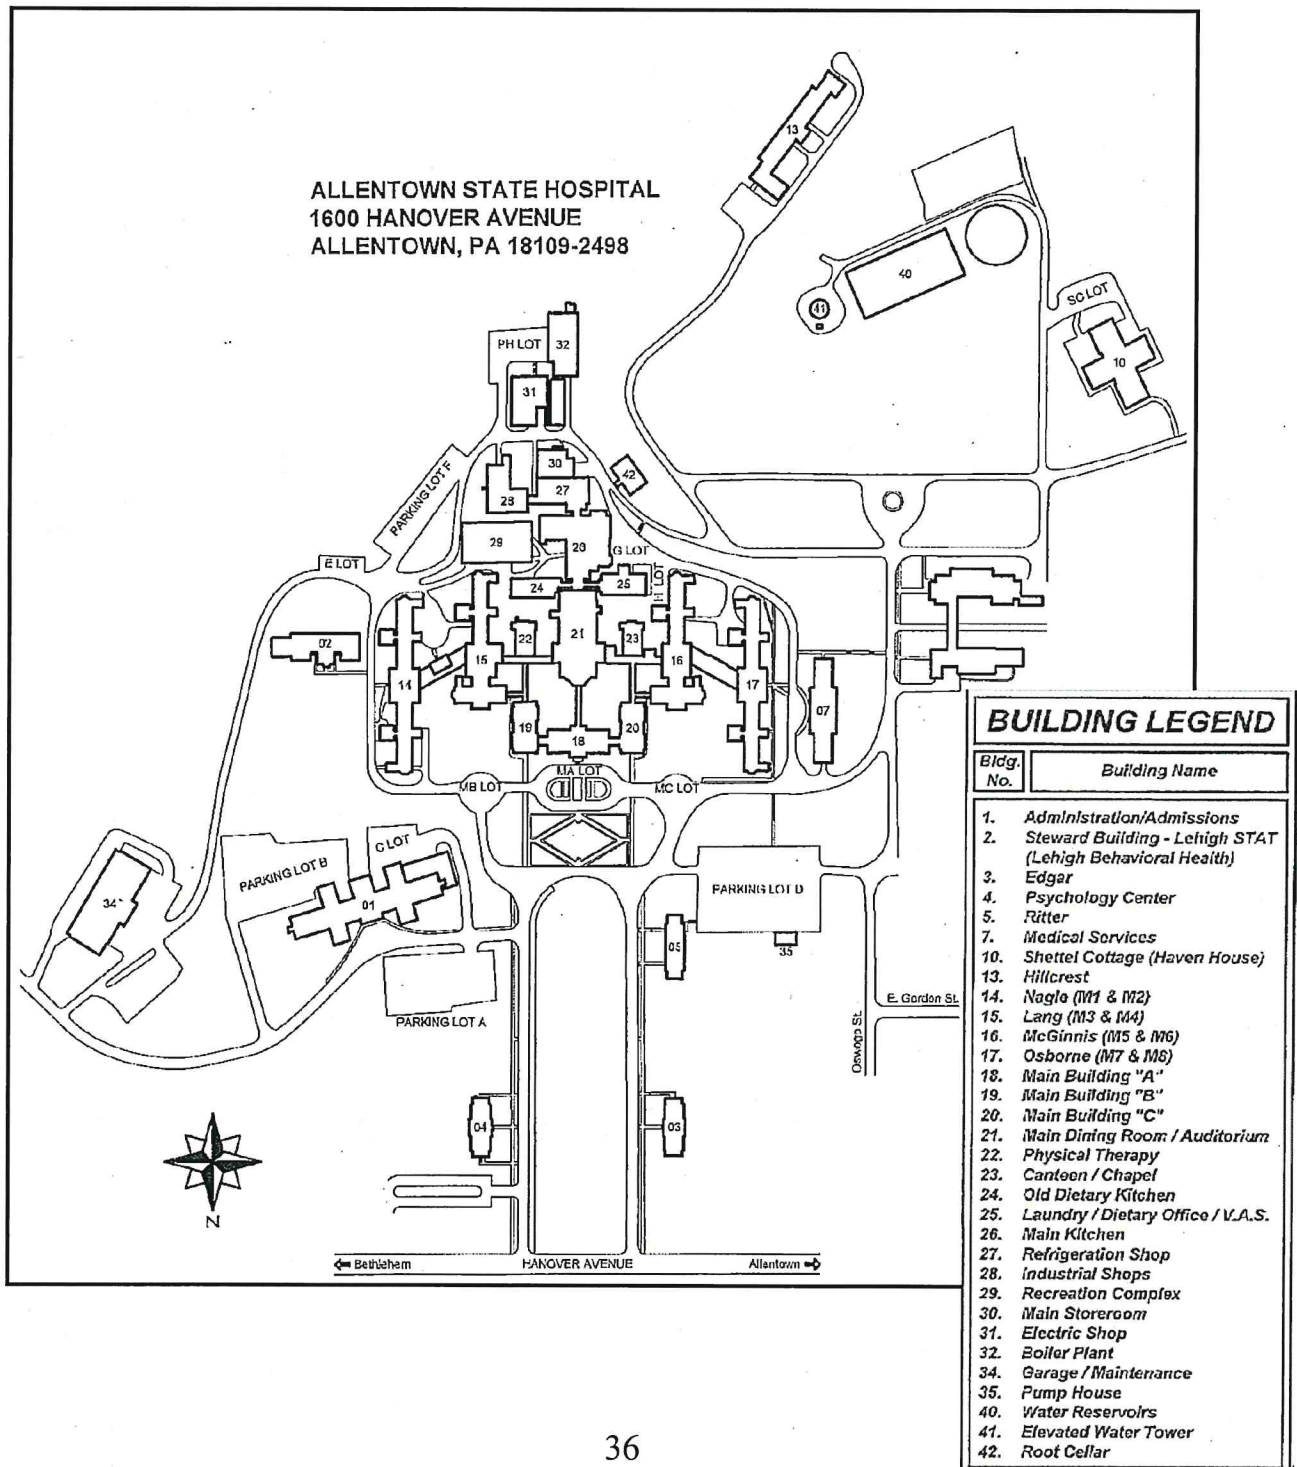 ALLENTOWN STATE HOSPITAL
1600 HANOVER AVENUE
ALLENTOWN, PA 18109-2498
13
40
41
SC LOT
10
PH LOT
32
31
PARKING LOT F
30
42
27
28
29
26
G LOT
E LOT
24
25
H LOT
02
22
21
23
15
16
14
17
07
19
18
20
MA LOT
MB LOT
MC LOT
C LOT
PARKING LOT B
PARKING LOT D
34
01
05
35
E. Gordon St.
PARKING LOT A
Oswego St.
04
03
N
Bethlehem
HANOVER AVENUE
Allentown
BUILDING LEGEND
Bldg. No.
Building Name
1. Administration/Admissions
2. Steward Building - Lehigh STAT
(Lehigh Behavioral Health)
3. Edgar
4. Psychology Center
5. Ritter
7. Medical Services
10. Shettel Cottage (Haven House)
13. Hillcrest
14. Nagle (M1 & M2)
15. Lang (M3 & M4)
16. McGinnis (M5 & M6)
17. Osborne (M7 & M8)
18. Main Building "A"
19. Main Building "B"
20. Main Building "C"
21. Main Dining Room / Auditorium
22. Physical Therapy
23. Canteen / Chapel
24. Old Dietary Kitchen
25. Laundry / Dietary Office / V.A.S.
26. Main Kitchen
27. Refrigeration Shop
28. Industrial Shops
29. Recreation Complex
30. Main Storeroom
31. Electric Shop
32. Boiler Plant
34. Garage / Maintenance
35. Pump House
40. Water Reservoirs
41. Elevated Water Tower
42. Root Cellar
36